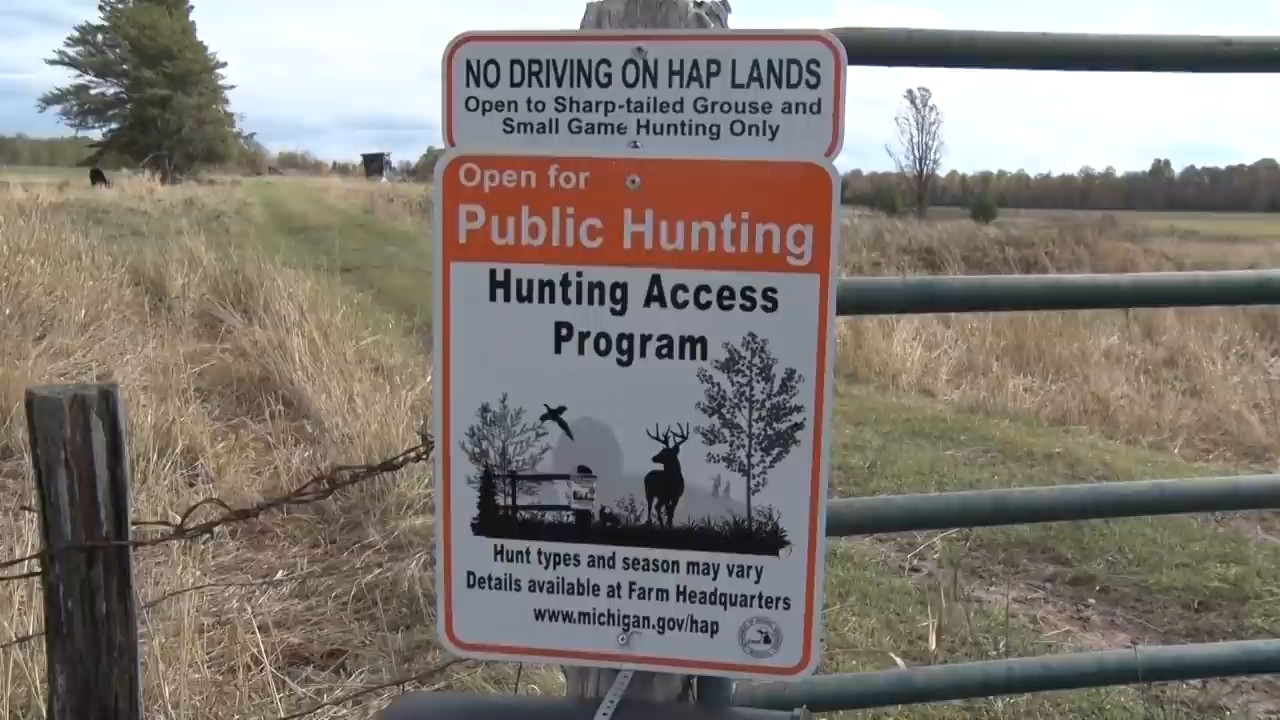 NO DRIVING ON HAP LANDS
Open to Sharp-tailed Grouse and
Small Game Hunting Only
Open for
Public Hunting
Hunting Access
Program
Hunt types and season may vary
Details available at Farm Headquarters
www.michigan.gov/hap